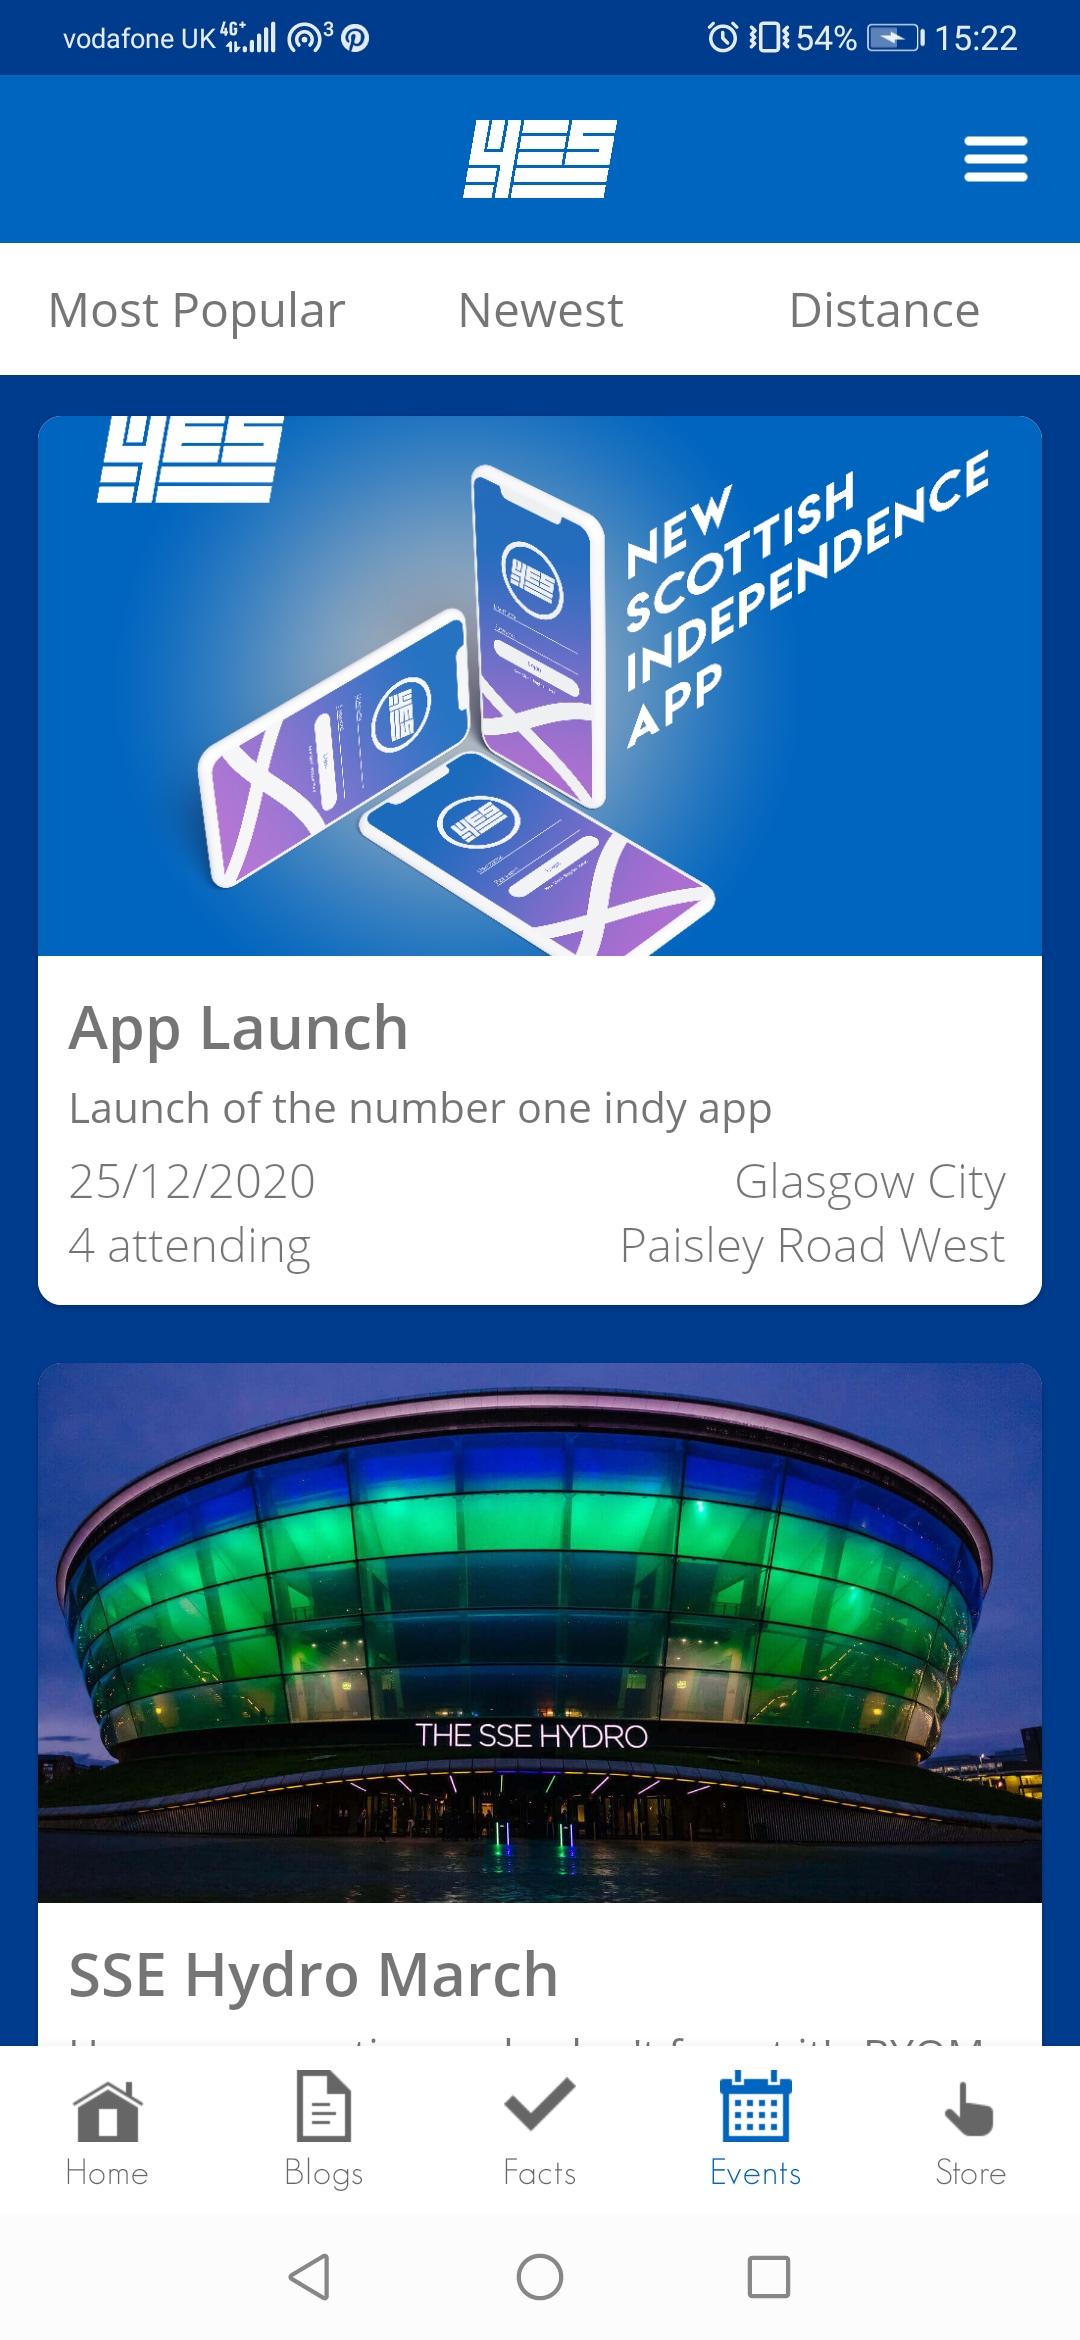 vodafone UK 4G+ 3 54% 15:22
YES
Most Popular Newest Distance
YES
NEW
SCOTTISH
INDEPENDENCE
APP
App Launch
Launch of the number one indy app
25/12/2020 Glasgow City
4 attending Paisley Road West
THE SSE HYDRO
SSE Hydro March
Home Blogs Facts Events Store